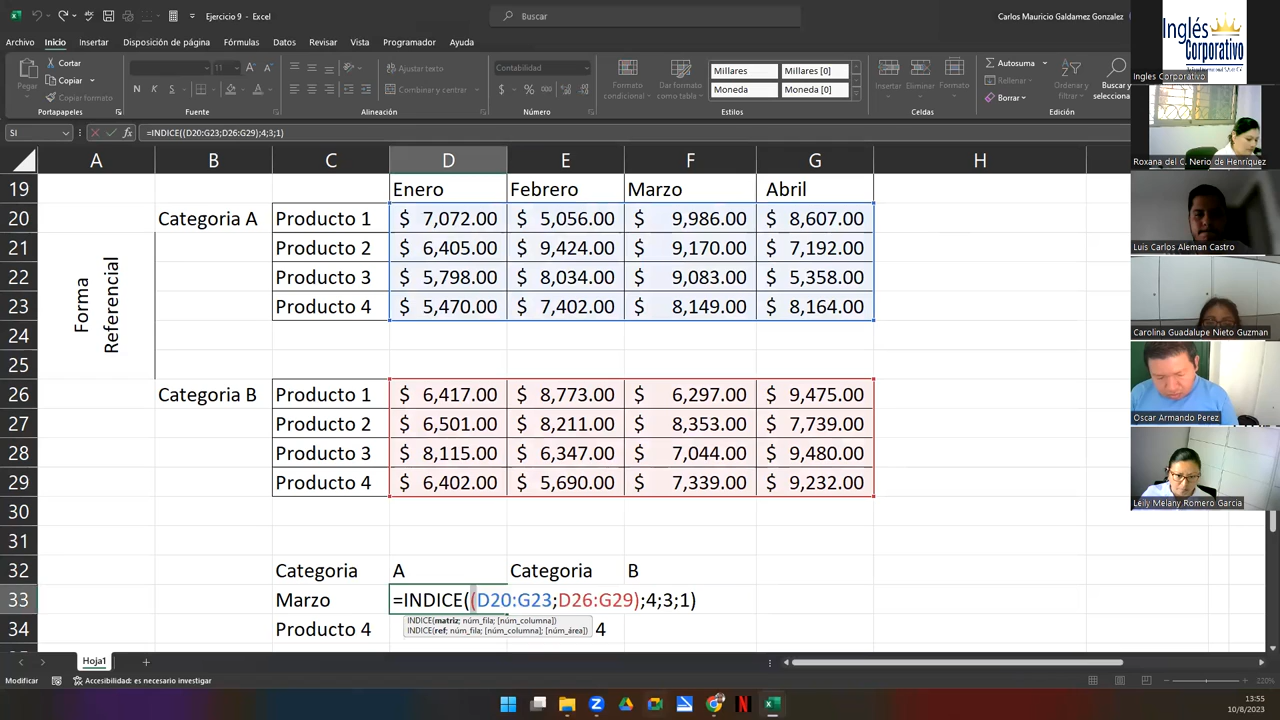 Ejercicio 9 - Excel
Buscar
Carlos Mauricio Galdamez Gonzalez
Archivo Inicio Insertar Disposición de página Fórmulas Datos Revisar Vista Programador Ayuda
Pegar
Cortar
Copiar
Copiar formato
Portapapeles
11
N K S
Fuente
Ajustar texto
Combinar y centrar
Alineación
Contabilidad
Número
Formato condicional
Dar formato como tabla
Millares
Millares [0]
Moneda
Moneda [0]
Estilos
Insertar Eliminar Formato
Celdas
Autosuma
Rellenar
Borrar
Ordenar y filtrar
Buscar y selecciona
Edición
SI
=INDICE((D20:G23;D26:G29);4;3;1)
A B C D E F G H
19 Enero Febrero Marzo Abril
20 Categoria A Producto 1 $ 7,072.00 $ 5,056.00 $ 9,986.00 $ 8,607.00
21 Producto 2 $ 6,405.00 $ 9,424.00 $ 9,170.00 $ 7,192.00
22 Producto 3 $ 5,798.00 $ 8,034.00 $ 9,083.00 $ 5,358.00
23 Producto 4 $ 5,470.00 $ 7,402.00 $ 8,149.00 $ 8,164.00
Forma
Referencial
24
25
26 Categoria B Producto 1 $ 6,417.00 $ 8,773.00 $ 6,297.00 $ 9,475.00
27 Producto 2 $ 6,501.00 $ 8,211.00 $ 8,353.00 $ 7,739.00
28 Producto 3 $ 8,115.00 $ 6,347.00 $ 7,044.00 $ 9,480.00
29 Producto 4 $ 6,402.00 $ 5,690.00 $ 7,339.00 $ 9,232.00
30
31
32 Categoria A Categoria B
33 Marzo =INDICE((D20:G23;D26:G29);4;3;1)
34 Producto 4 4
INDICE(matriz; núm_fila; [núm_columna])
INDICE(ref; núm_fila; [núm_columna]; [núm_área])
Hoja1
Modificar
Accesibilidad: es necesario investigar
220%
13:55
10/8/2023
Inglés
Corporativo
Ingles Corporativo
Roxana del C. Nerio de Henríquez
Luis Carlos Aleman Castro
Carolina Guadalupe Nieto Guzman
Oscar Armando Perez
Leily Melany Romero Garcia